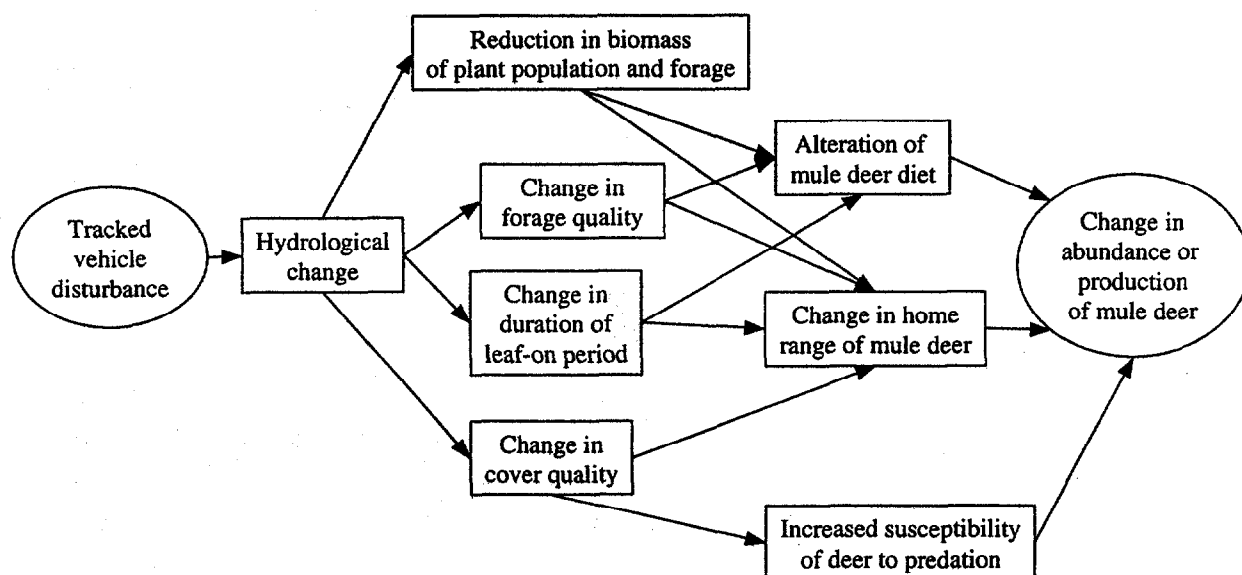 Reduction in biomass
of plant population and forage
Alteration of
mule deer diet
Change in
forage quality
Tracked
vehicle
disturbance
Hydrological
change
Change in
abundance or
production
of mule deer
Change in
duration of
leaf-on period
Change in home
range of mule deer
Change in
cover quality
Increased susceptibility
of deer to predation